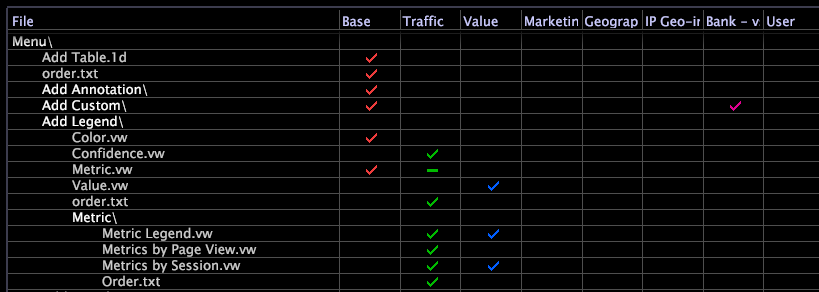 File Base Traffic Value Marketin Geograp IP Geo-in Bank - v User
Menu\
Add Table.1d
order.txt
Add Annotation\
Add Custom\
Add Legend\
Color.vw
Confidence.vw
Metric.vw
Value.vw
order.txt
Metric\
Metric Legend.vw
Metrics by Page View.vw
Metrics by Session.vw
Order.txt